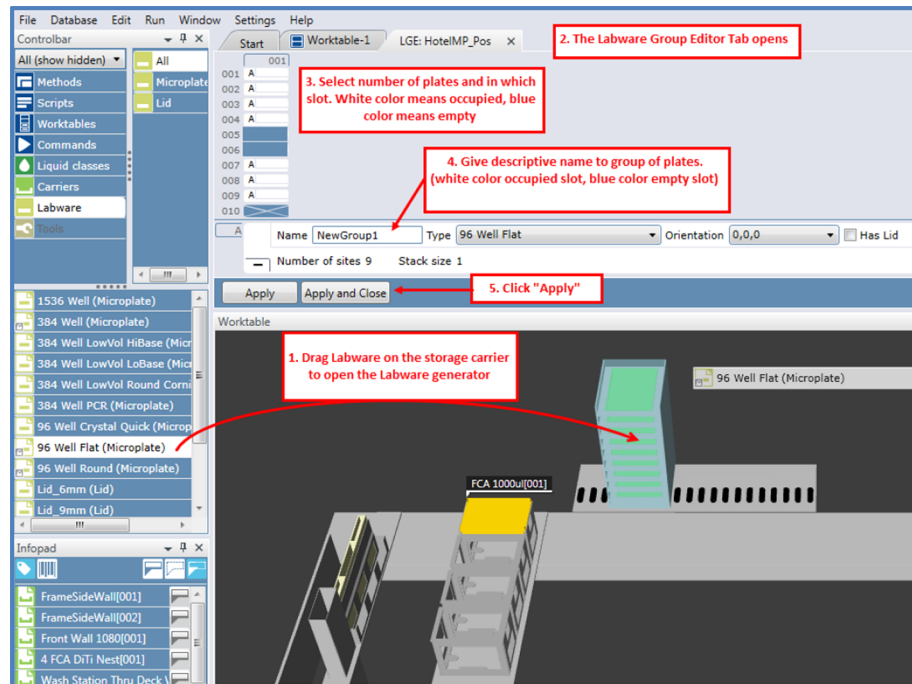 File Database Edit Run Window Settings Help
Controlbar
All (show hidden)
Methods
Scripts
Worktables
Commands
Liquid classes
Carriers
Labware
Tools
All
Microplate
Lid
Start
Worktable-1
LGE: HotelMP_Pos
2. The Labware Group Editor Tab opens
001
001 A
002 A
003 A
004 A
005
006
007 A
008 A
009 A
010
3. Select number of plates and in which
slot. White color means occupied, blue
color means empty
4. Give descriptive name to group of plates.
(white color occupied slot, blue color empty slot)
A
Name NewGroup1 Type 96 Well Flat Orientation 0,0,0 Has Lid
Number of sites 9 Stack size 1
Apply
Apply and Close
5. Click "Apply"
1536 Well (Microplate)
384 Well (Microplate)
384 Well LowVol HiBase (Micr
384 Well LowVol LoBase (Micr
384 Well LowVol Round Corni
384 Well PCR (Microplate)
96 Well Crystal Quick (Microp
96 Well Flat (Microplate)
96 Well Round (Microplate)
Lid_6mm (Lid)
Lid_9mm (Lid)
Worktable
1. Drag Labware on the storage carrier
to open the Labware generator
96 Well Flat (Microplate)
FCA 1000ul[001]
Infopad
FrameSideWall[001]
FrameSideWall[002]
Front Wall 1080[001]
4 FCA DiTi Nest[001]
Wash Station Thru Deck